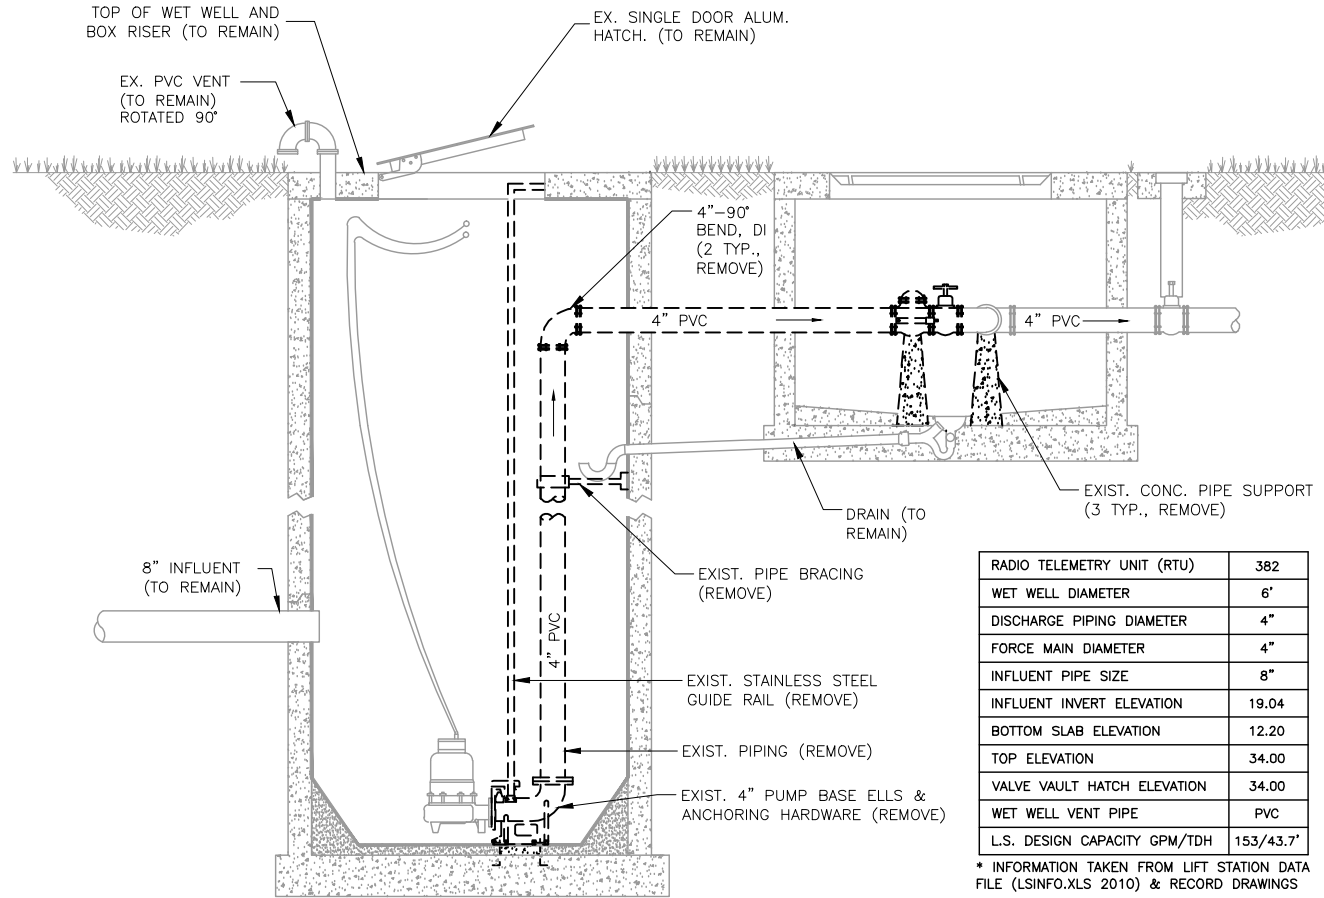 TOP OF WET WELL AND
BOX RISER (TO REMAIN)
EX. SINGLE DOOR ALUM.
HATCH. (TO REMAIN)
EX. PVC VENT
(TO REMAIN)
ROTATED 90°
4"-90°
BEND, DI
(2 TYP.,
REMOVE)
4" PVC
4" PVC
EXIST. CONC. PIPE SUPPORT
(3 TYP., REMOVE)
DRAIN (TO
REMAIN)
8" INFLUENT
(TO REMAIN)
EXIST. PIPE BRACING
(REMOVE)
4" PVC
EXIST. STAINLESS STEEL
GUIDE RAIL (REMOVE)
EXIST. PIPING (REMOVE)
EXIST. 4" PUMP BASE ELLS &
ANCHORING HARDWARE (REMOVE)
RADIO TELEMETRY UNIT (RTU) 382
WET WELL DIAMETER 6'
DISCHARGE PIPING DIAMETER 4"
FORCE MAIN DIAMETER 4"
INFLUENT PIPE SIZE 8"
INFLUENT INVERT ELEVATION 19.04
BOTTOM SLAB ELEVATION 12.20
TOP ELEVATION 34.00
VALVE VAULT HATCH ELEVATION 34.00
WET WELL VENT PIPE PVC
L.S. DESIGN CAPACITY GPM/TDH 153/43.7'
* INFORMATION TAKEN FROM LIFT STATION DATA
FILE (LSINFO.XLS 2010) & RECORD DRAWINGS